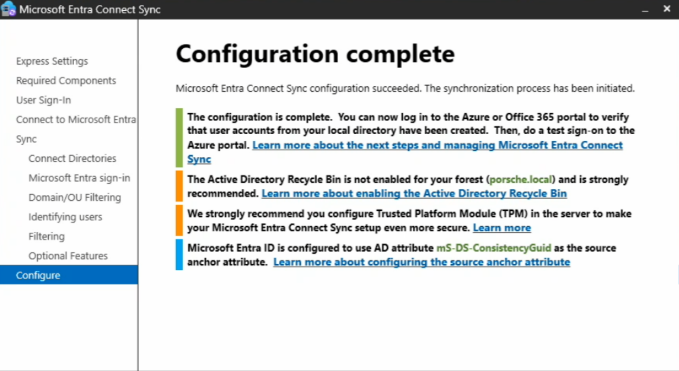 Microsoft Entra Connect Sync
Express Settings
Required Components
User Sign-In
Connect to Microsoft Entra
Sync
Connect Directories
Microsoft Entra sign-in
Domain/OU Filtering
Identifying users
Filtering
Optional Features
Configure
Configuration complete
Microsoft Entra Connect Sync configuration succeeded. The synchronization process has been initiated.
The configuration is complete. You can now log in to the Azure or Office 365 portal to verify
that user accounts from your local directory have been created. Then, do a test sign-on to the
Azure portal. Learn more about the next steps and managing Microsoft Entra Connect
Sync
The Active Directory Recycle Bin is not enabled for your forest (porsche.local) and is strongly
recommended. Learn more about enabling the Active Directory Recycle Bin
We strongly recommend you configure Trusted Platform Module (TPM) in the server to make
your Microsoft Entra Connect Sync setup even more secure. Learn more
Microsoft Entra ID is configured to use AD attribute mS-DS-ConsistencyGuid as the source
anchor attribute. Learn more about configuring the source anchor attribute